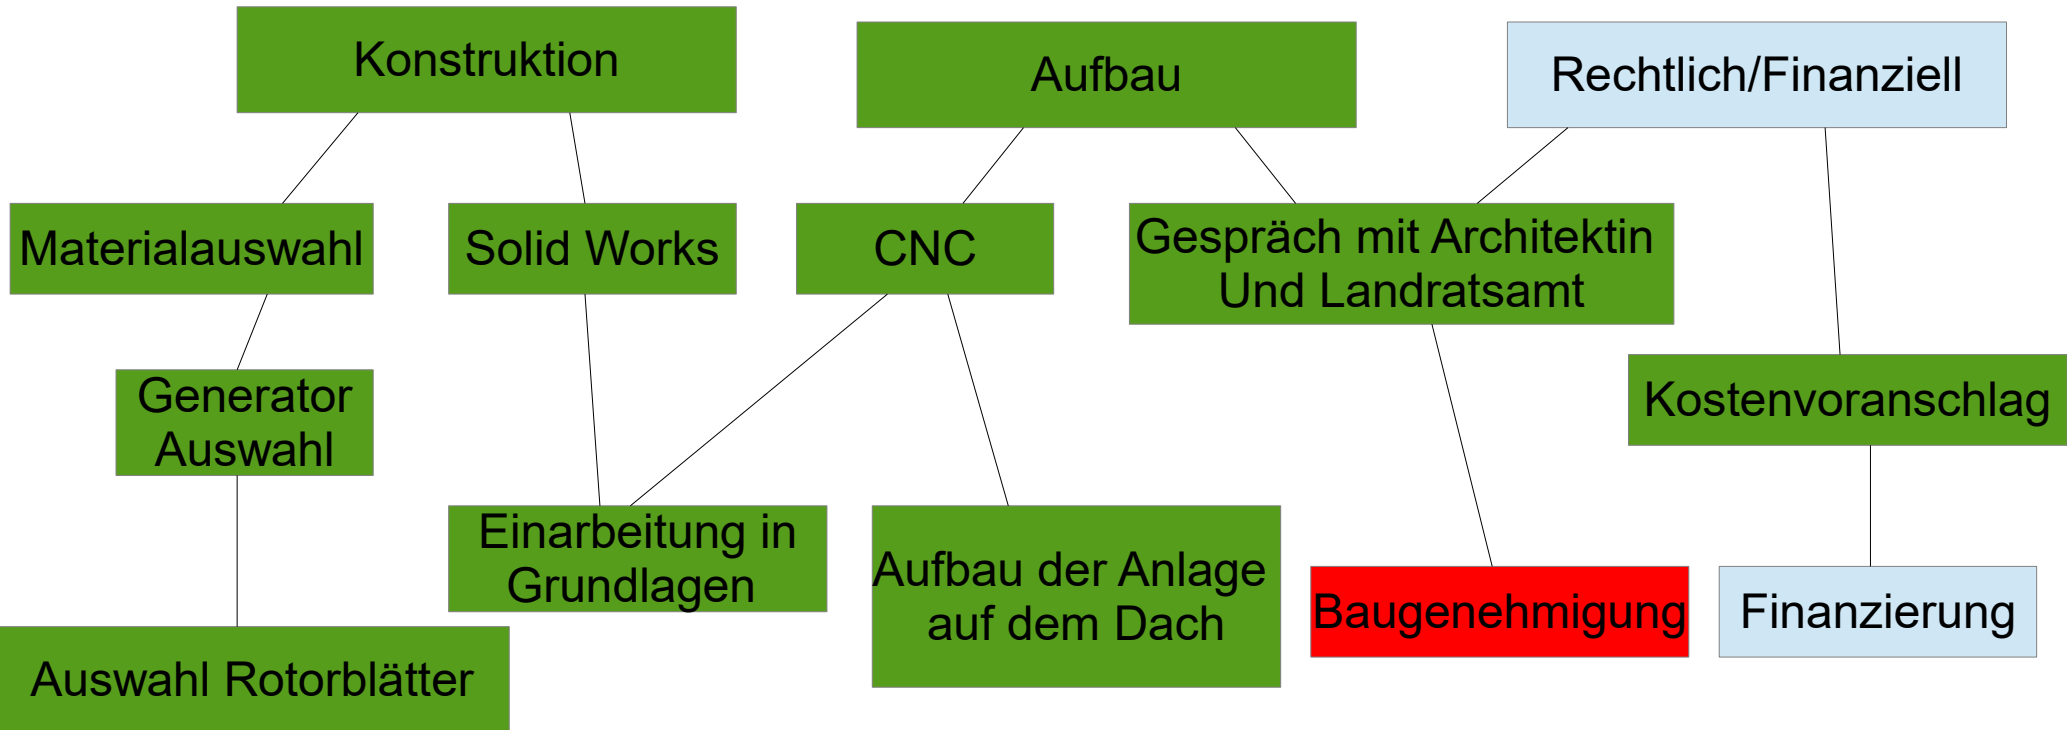 Konstruktion
Aufbau
Rechtlich/Finanziell
Materialauswahl
Solid Works
CNC
Gespräch mit Architektin
Und Landratsamt
Generator
Auswahl
Kostenvoranschlag
Einarbeitung in
Grundlagen
Aufbau der Anlage
auf dem Dach
Baugenehmigung
Finanzierung
Auswahl Rotorblätter